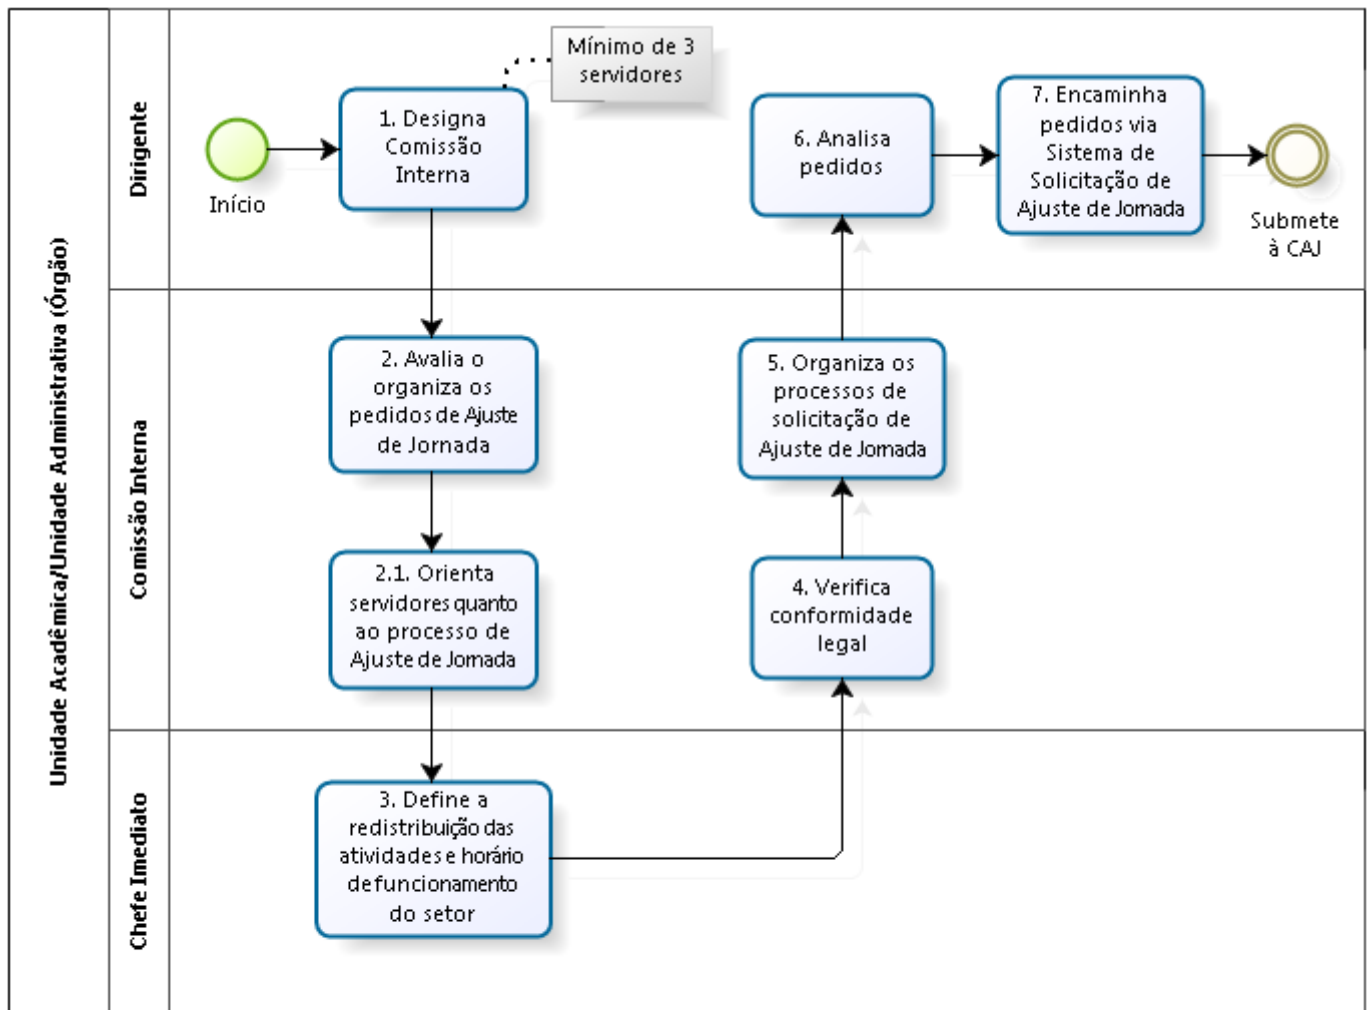 Unidade Acadêmica/Unidade Administrativa (Órgão)
Dirigente
Início
1. Designa
Comissão
Interna
Mínimo de 3
servidores
6. Analisa
pedidos
7. Encaminha
pedidos via
Sistema de
Solicitação de
Ajuste de Jornada
Submete
à CAJ
Comissão Interna
2. Avalia o
organiza os
pedidos de Ajuste
de Jornada
2.1. Orienta
servidores quanto
ao processo de
Ajuste de Jornada
5. Organiza os
processos de
solicitação de
Ajuste de Jornada
4. Verifica
conformidade
legal
Chefe Imediato
3. Define a
redistribuição das
atividades e horário
de funcionamento
do setor